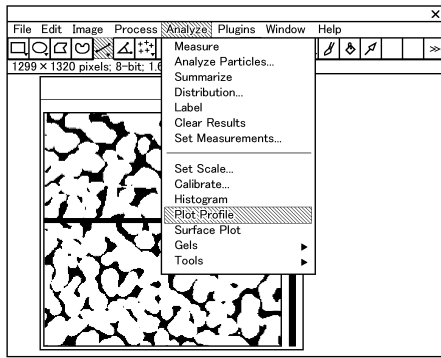 File Edit Image Process Analyze Plugins Window Help
1299×1320 pixels; 8-bit; 1.6
Measure
Analyze Particles...
Summarize
Distribution...
Label
Clear Results
Set Measurements...
Set Scale...
Calibrate...
Histogram
Plot Profile
Surface Plot
Gels
Tools